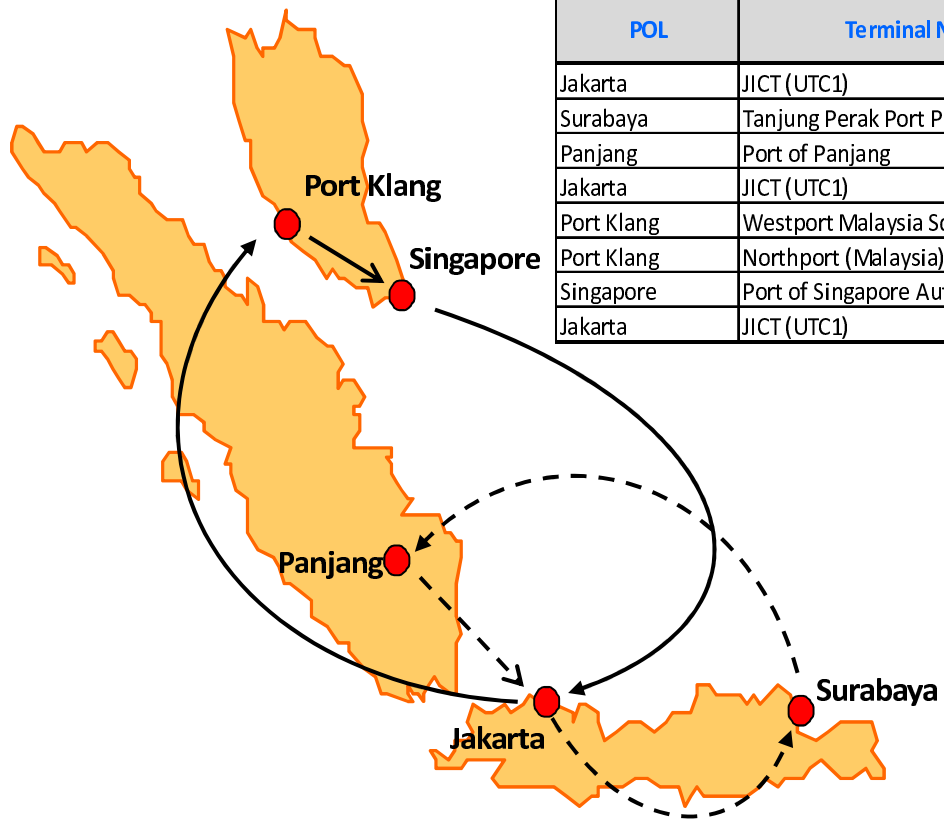 POL Terminal N
Jakarta JICT (UTC1)
Surabaya Tanjung Perak Port P
Panjang Port of Panjang
Jakarta JICT (UTC1)
Port Klang Westport Malaysia So
Port Klang Northport (Malaysia)
Singapore Port of Singapore Aut
Jakarta JICT (UTC1)
Port Klang
Singapore
Panjang
Surabaya
Jakarta